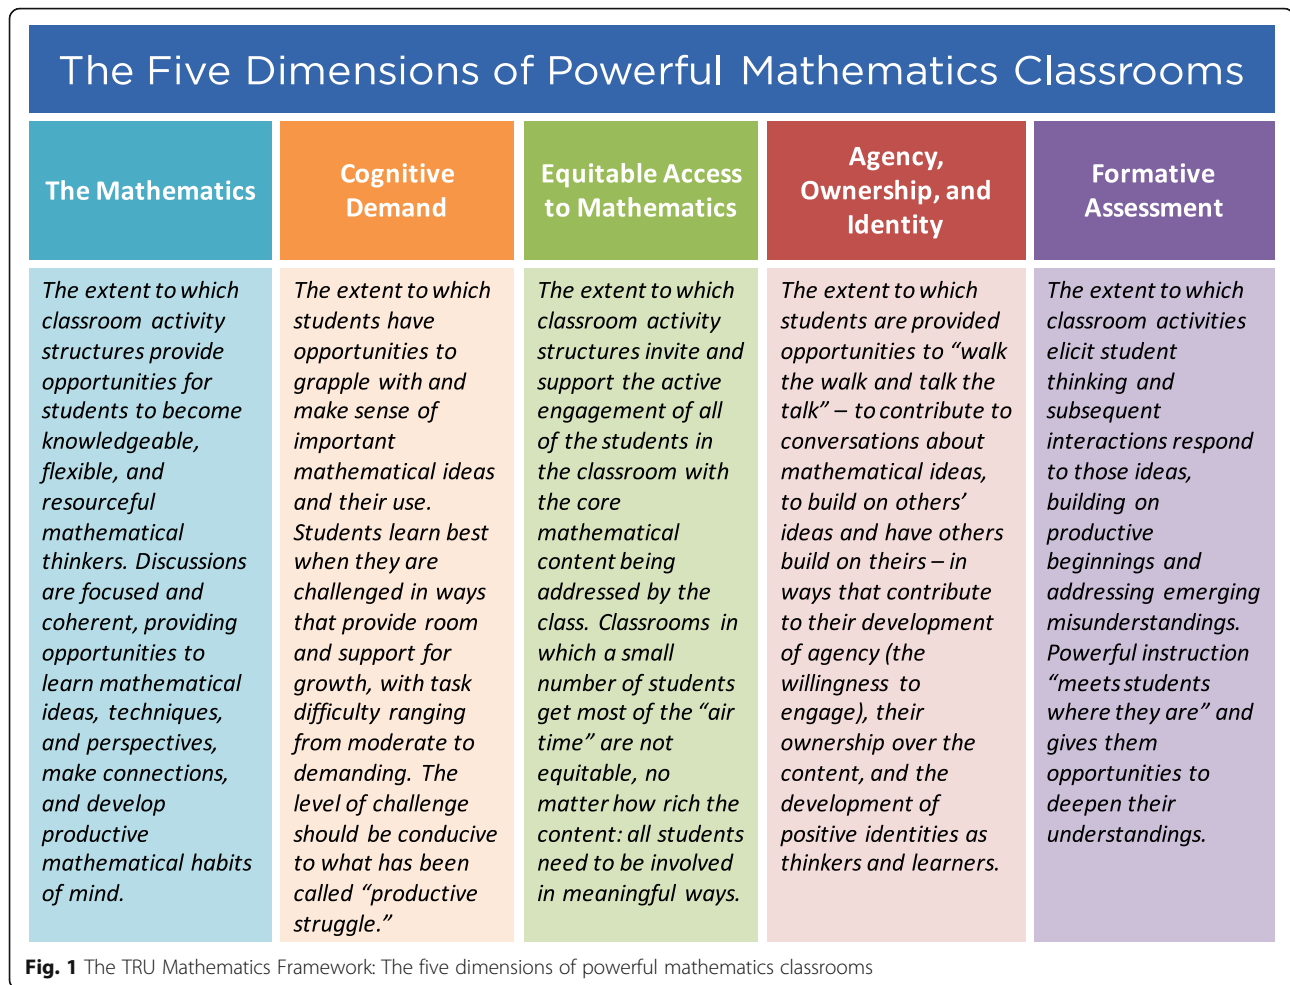 The Five Dimensions of Powerful Mathematics Classrooms
The Mathematics
The extent to which
classroom activity
structures provide
opportunities for
students to become
knowledgeable,
flexible, and
resourceful
mathematical
thinkers. Discussions
are focused and
coherent, providing
opportunities to
learn mathematical
ideas, techniques,
and perspectives,
make connections,
and develop
productive
mathematical habits
of mind.
Cognitive
Demand
The extent to which
students have
opportunities to
grapple with and
make sense of
important
mathematical ideas
and their use.
Students learn best
when they are
challenged in ways
that provide room
and support for
growth, with task
difficulty ranging
from moderate to
demanding. The
level of challenge
should be conducive
to what has been
called “productive
struggle.”
Equitable Access
to Mathematics
The extent to which
classroom activity
structures invite and
support the active
engagement of all
of the students in
the classroom with
the core
mathematical
content being
addressed by the
class. Classrooms in
which a small
number of students
get most of the “air
time” are not
equitable, no
matter how rich the
content: all students
need to be involved
in meaningful ways.
Agency,
Ownership, and
Identity
The extent to which
students are provided
opportunities to “walk
the walk and talk the
talk” – to contribute to
conversations about
mathematical ideas,
to build on others’
ideas and have others
build on theirs – in
ways that contribute
to their development
of agency (the
willingness to
engage), their
ownership over the
content, and the
development of
positive identities as
thinkers and learners.
Formative
Assessment
The extent to which
classroom activities
elicit student
thinking and
subsequent
interactions respond
to those ideas,
building on
productive
beginnings and
addressing emerging
misunderstandings.
Powerful instruction
“meets students
where they are” and
gives them
opportunities to
deepen their
understandings.
Fig. 1 The TRU Mathematics Framework: The five dimensions of powerful mathematics classrooms